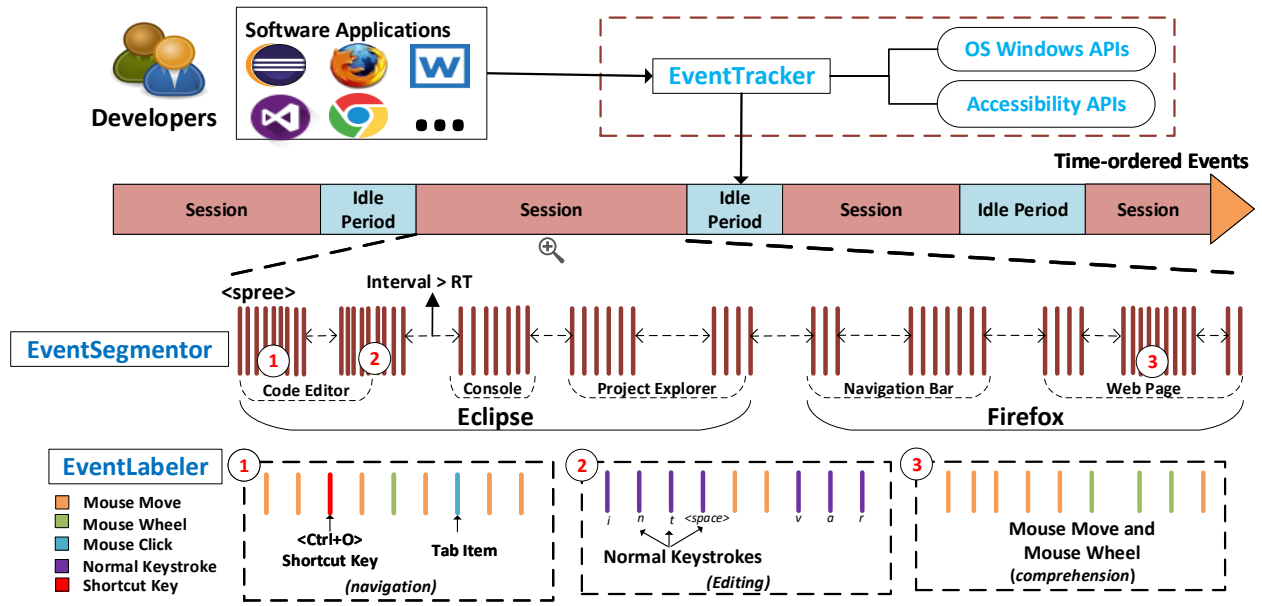 Developers
Software Applications
W
EventTracker
OS Windows APIs
Accessibility APIs
Time-ordered Events
Session
Idle
Period
Session
Idle
Period
Session
Idle Period
Session
<spree>
Interval > RT
EventSegmentor
1
2
3
Code Editor
Console
Project Explorer
Navigation Bar
Web Page
Eclipse
Firefox
EventLabeler
Mouse Move
Mouse Wheel
Mouse Click
Normal Keystroke
Shortcut Key
1
<Ctrl+O>
Shortcut Key
Tab Item
(navigation)
2
i n t <space> v a r
Normal Keystrokes
(Editing)
3
Mouse Move and
Mouse Wheel
(comprehension)